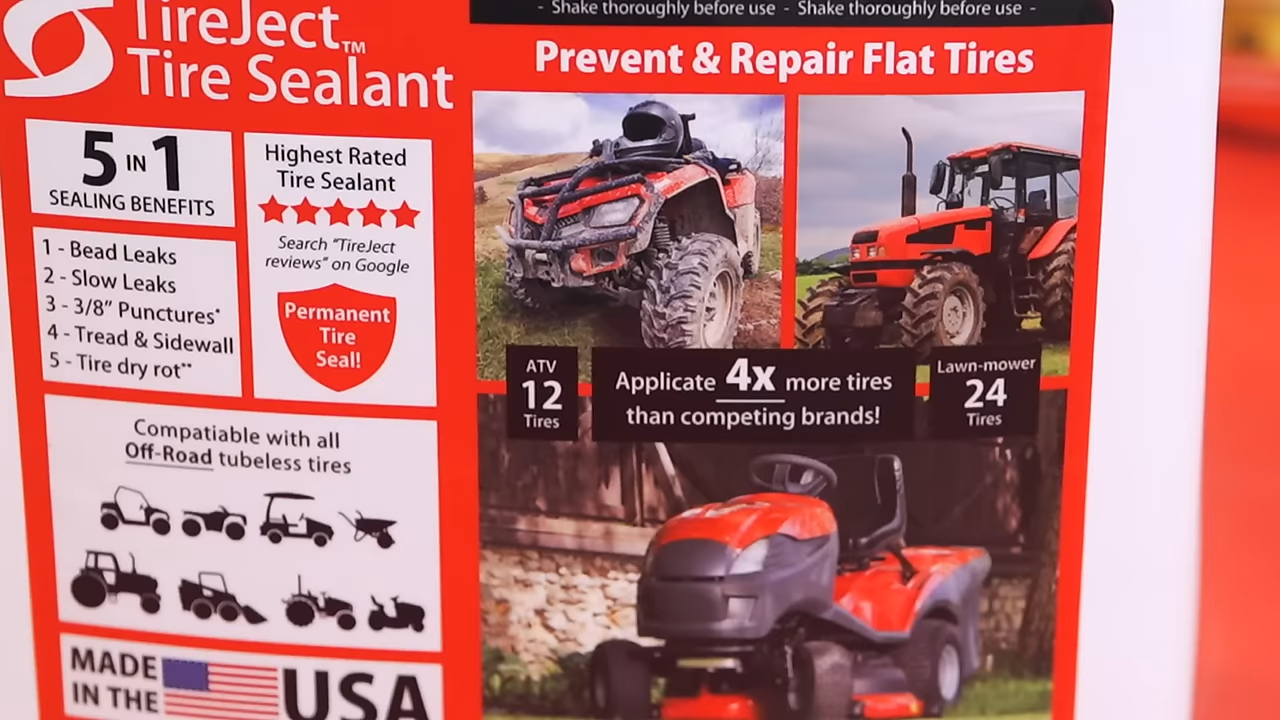 - Shake thoroughly before use - Shake thoroughly before use -
TireJect™
Tire Sealant
5 IN 1
SEALING BENEFITS
1 - Bead Leaks
2 - Slow Leaks
3 - 3/8” Punctures*
4 - Tread & Sidewall
5 - Tire dry rot**
Highest Rated
Tire Sealant
Search “TireJect
reviews” on Google
Permanent
Tire
Seal!
Compatiable with all
Off-Road tubeless tires
MADE
IN THE
USA
Prevent & Repair Flat Tires
ATV
12
Tires
Applicate 4x more tires
than competing brands!
Lawn-mower
24
Tires